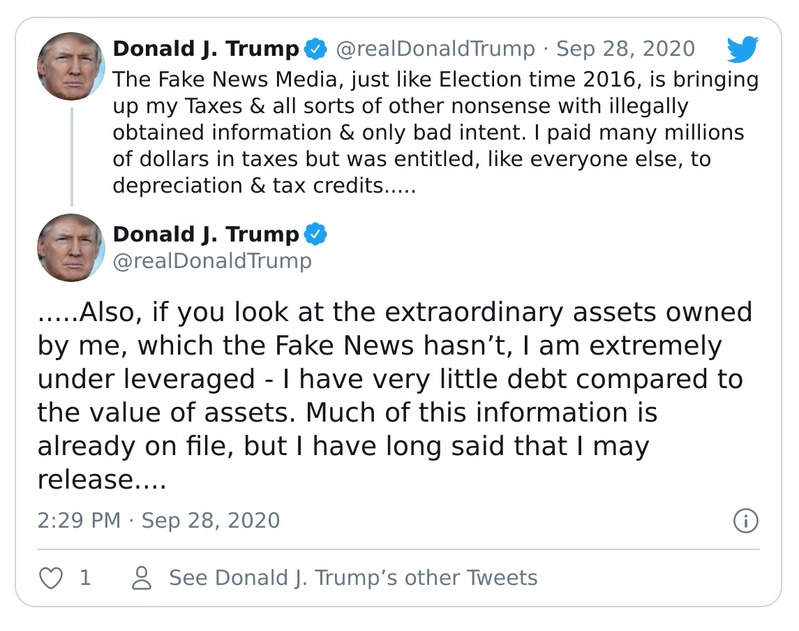 Donald J. Trump @realDonaldTrump · Sep 28, 2020
The Fake News Media, just like Election time 2016, is bringing
up my Taxes & all sorts of other nonsense with illegally
obtained information & only bad intent. I paid many millions
of dollars in taxes but was entitled, like everyone else, to
depreciation & tax credits.....
Donald J. Trump
@realDonaldTrump
.....Also, if you look at the extraordinary assets owned
by me, which the Fake News hasn’t, I am extremely
under leveraged - I have very little debt compared to
the value of assets. Much of this information is
already on file, but I have long said that I may
release....
2:29 PM · Sep 28, 2020
1 See Donald J. Trump’s other Tweets